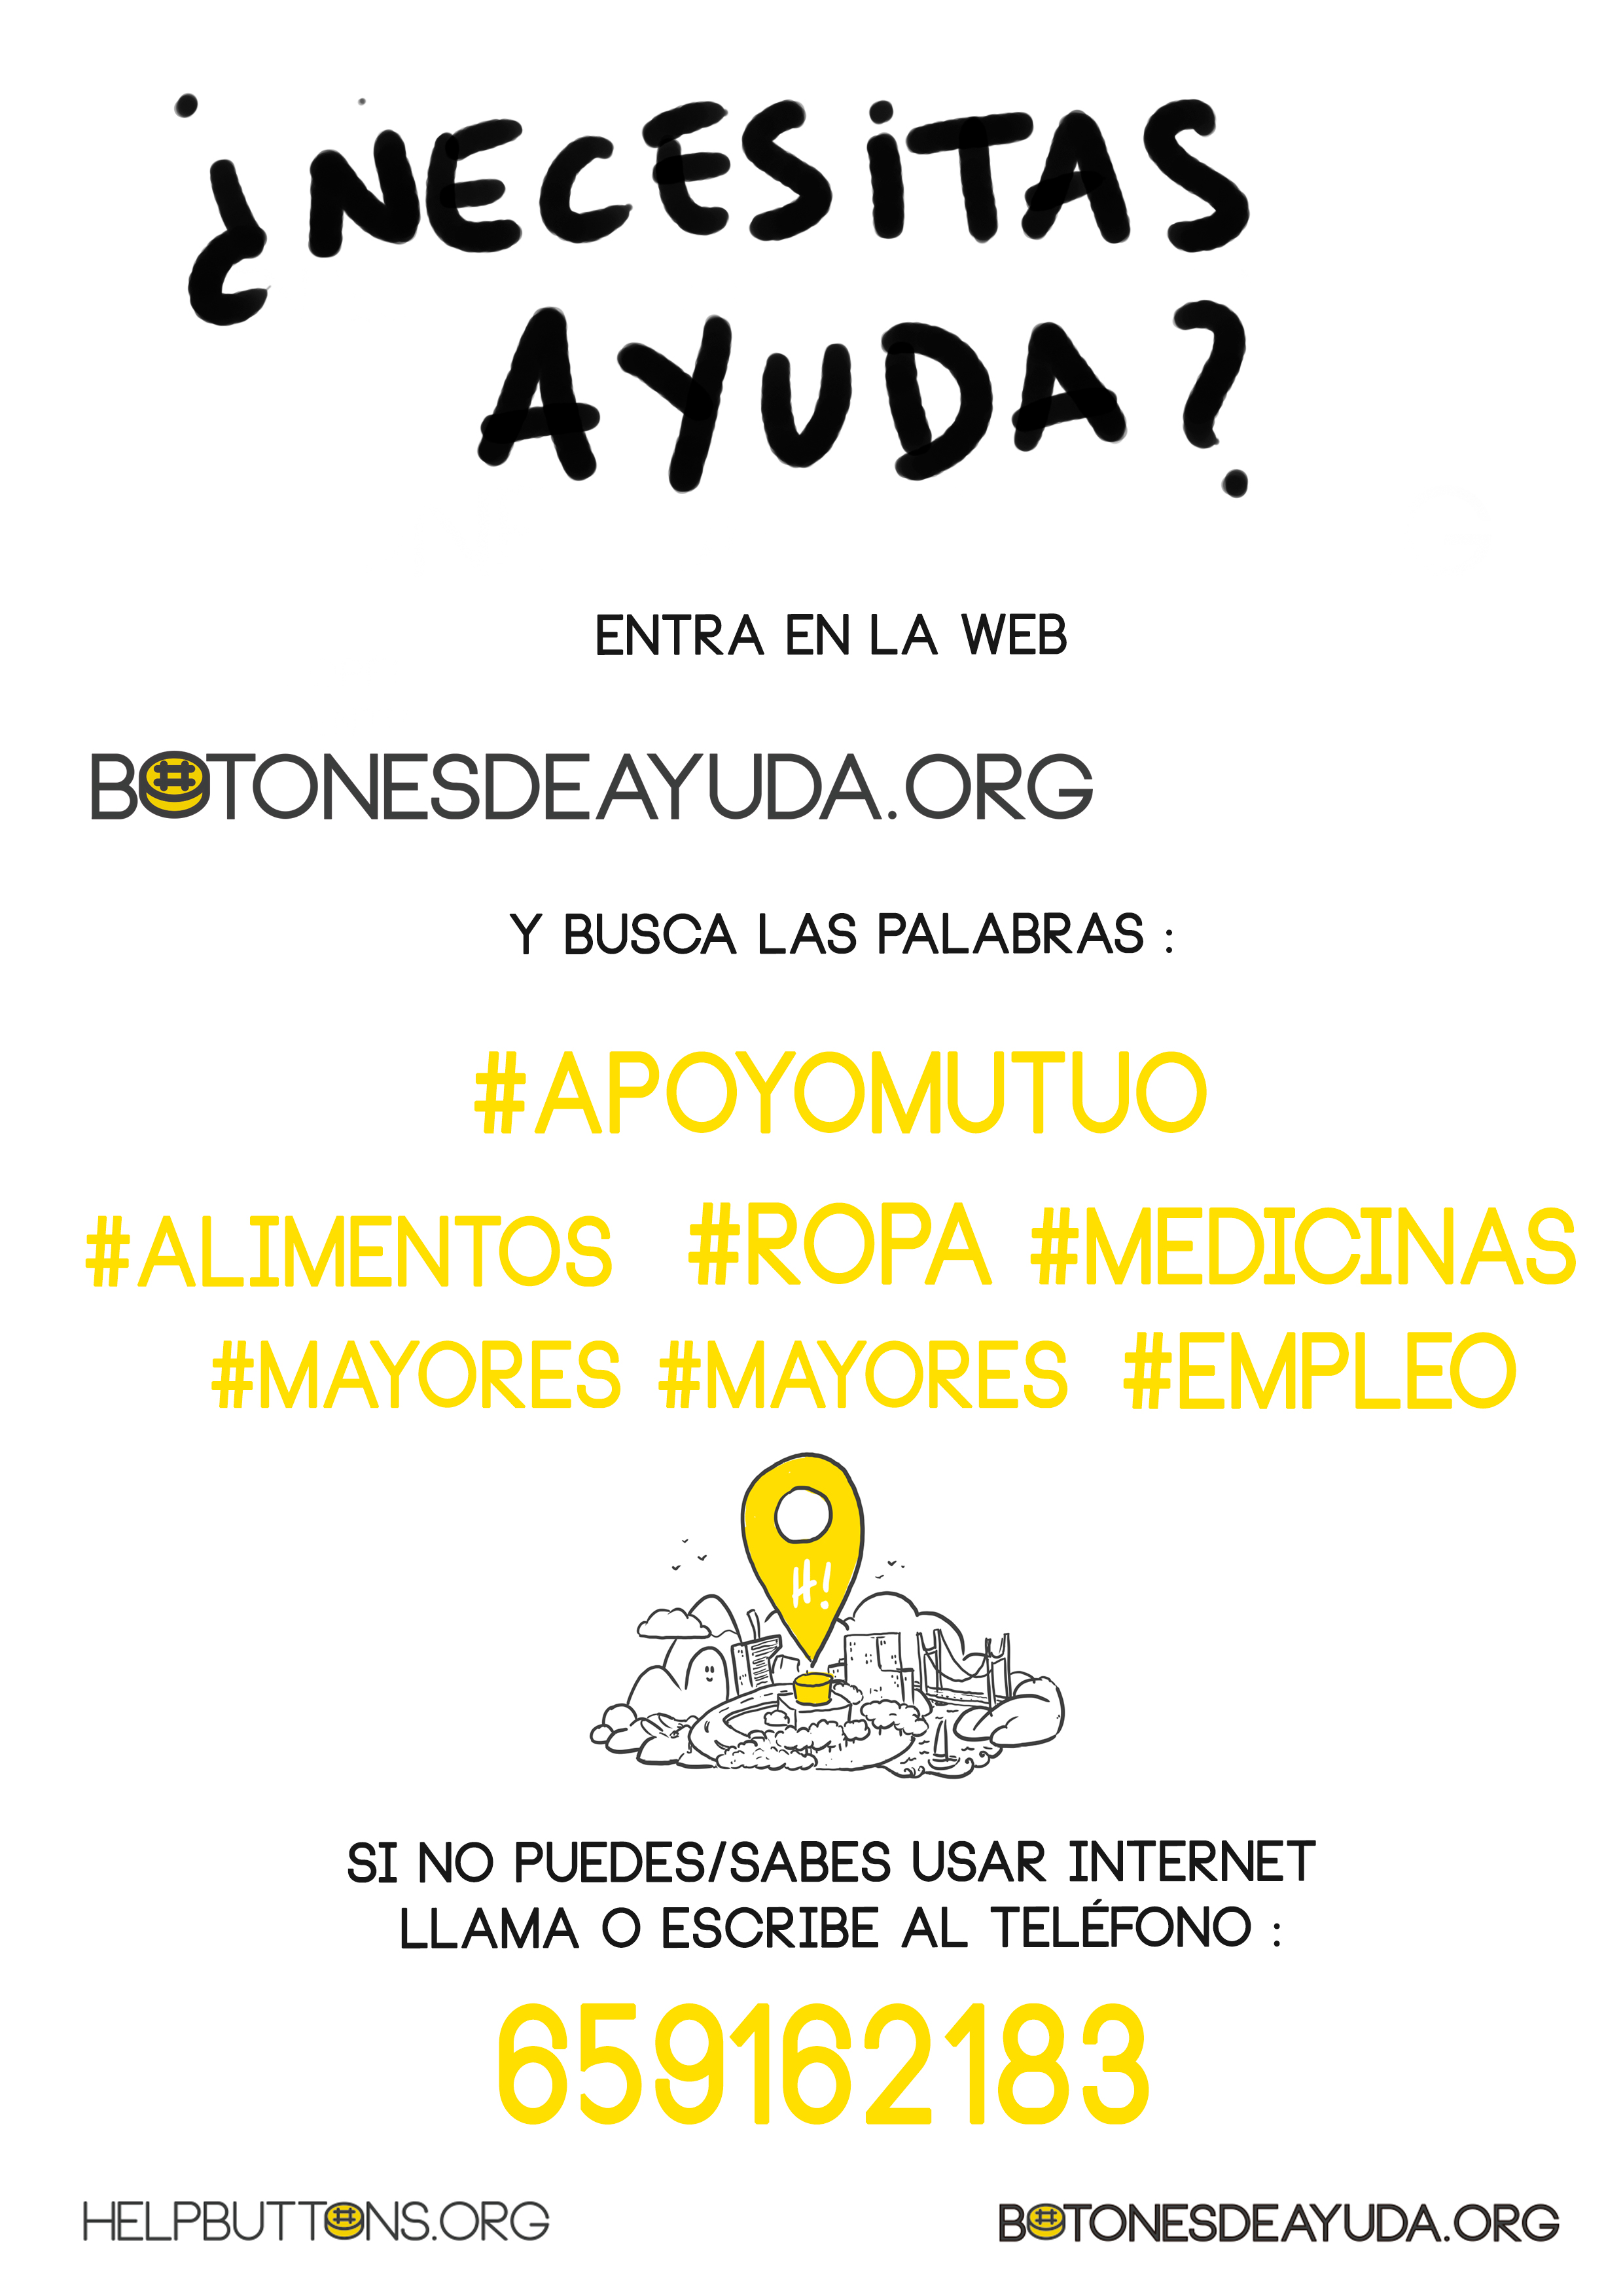 ¿NECESITAS
AYUDA?
ENTRA EN LA WEB
BOTONESDEAYUDA.ORG
Y BUSCA LAS PALABRAS :
#APOYOMUTUO
#ALIMENTOS #ROPA #MEDICINAS
#MAYORES #MAYORES #EMPLEO
H!
SI NO PUEDES/SABES USAR INTERNET
LLAMA O ESCRIBE AL TELÉFONO :
659162183
HELPBUTTONS.ORG BOTONESDEAYUDA.ORG